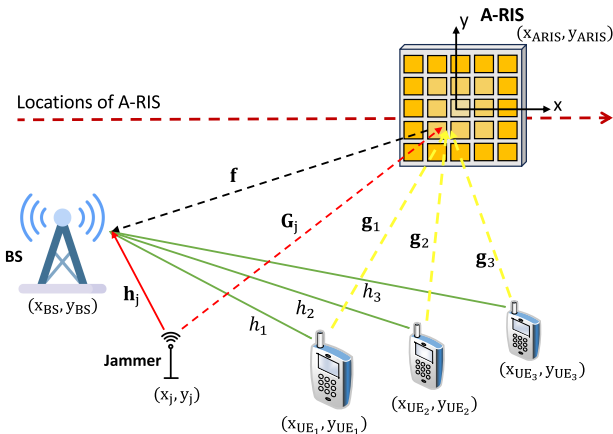 A-RIS
(x_ARIS, y_ARIS)
y
x
Locations of A-RIS
f
G_j
g_1
g_2
g_3
BS
(x_BS, y_BS)
h_j
h_1
h_2
h_3
Jammer
(x_j, y_j)
(x_UE_1, y_UE_1)
(x_UE_2, y_UE_2)
(x_UE_3, y_UE_3)